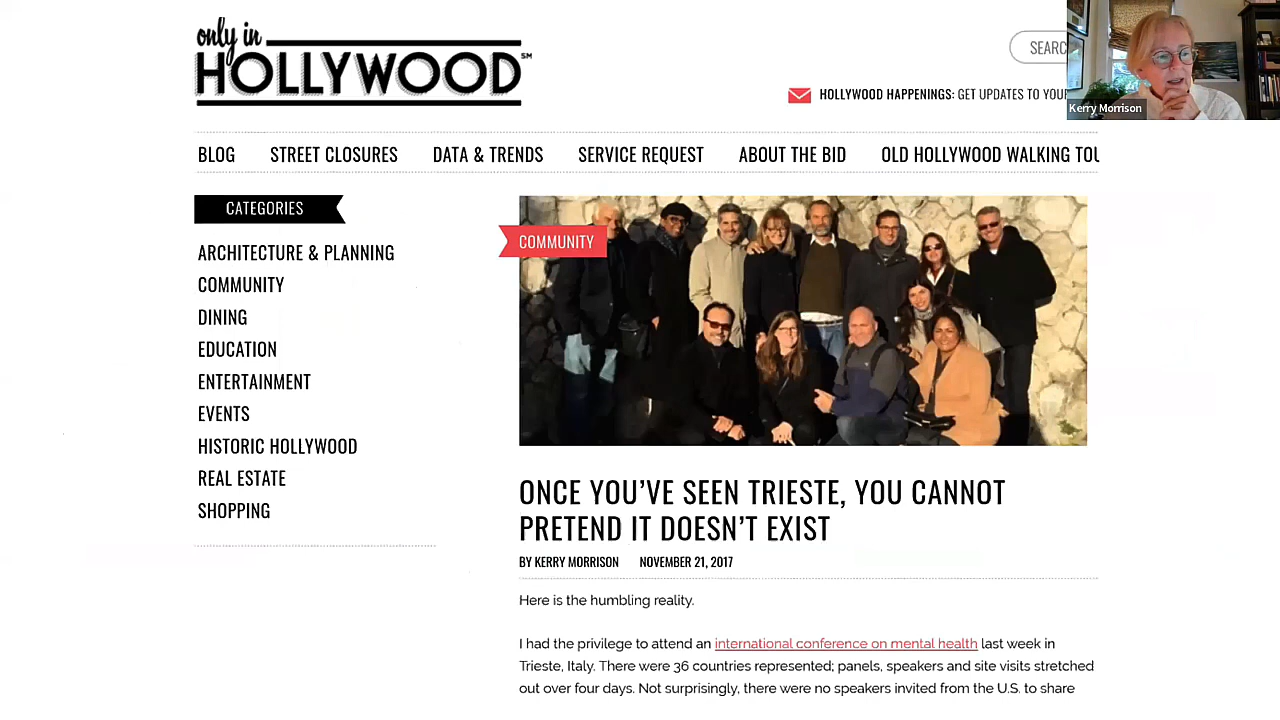 only in
HOLLYWOOD℠
SEARC
Kerry Morrison
HOLLYWOOD HAPPENINGS: GET UPDATES TO YOUR
BLOG STREET CLOSURES DATA & TRENDS SERVICE REQUEST ABOUT THE BID OLD HOLLYWOOD WALKING TOU
CATEGORIES
ARCHITECTURE & PLANNING
COMMUNITY
DINING
EDUCATION
ENTERTAINMENT
EVENTS
HISTORIC HOLLYWOOD
REAL ESTATE
SHOPPING
COMMUNITY
ONCE YOU’VE SEEN TRIESTE, YOU CANNOT
PRETEND IT DOESN’T EXIST
BY KERRY MORRISON NOVEMBER 21, 2017
Here is the humbling reality.
I had the privilege to attend an international conference on mental health last week in
Trieste, Italy. There were 36 countries represented; panels, speakers and site visits stretched
out over four days. Not surprisingly, there were no speakers invited from the U.S. to share